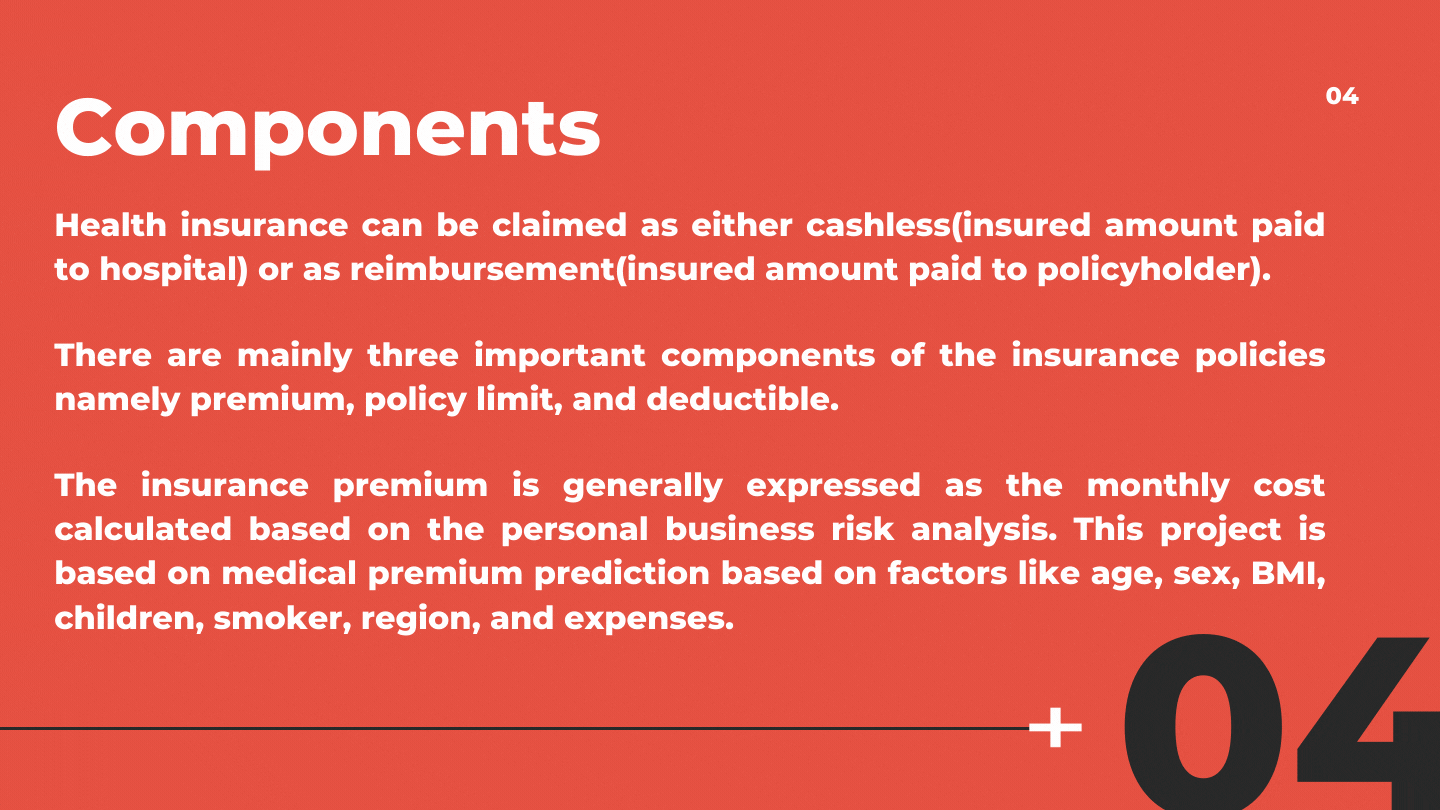 04
Components
Health insurance can be claimed as either cashless(insured amount paid
to hospital) or as reimbursement(insured amount paid to policyholder).
There are mainly three important components of the insurance policies
namely premium, policy limit, and deductible.
The insurance premium is generally expressed as the monthly cost
calculated based on the personal business risk analysis. This project is
based on medical premium prediction based on factors like age, sex, BMI,
children, smoker, region, and expenses.
04